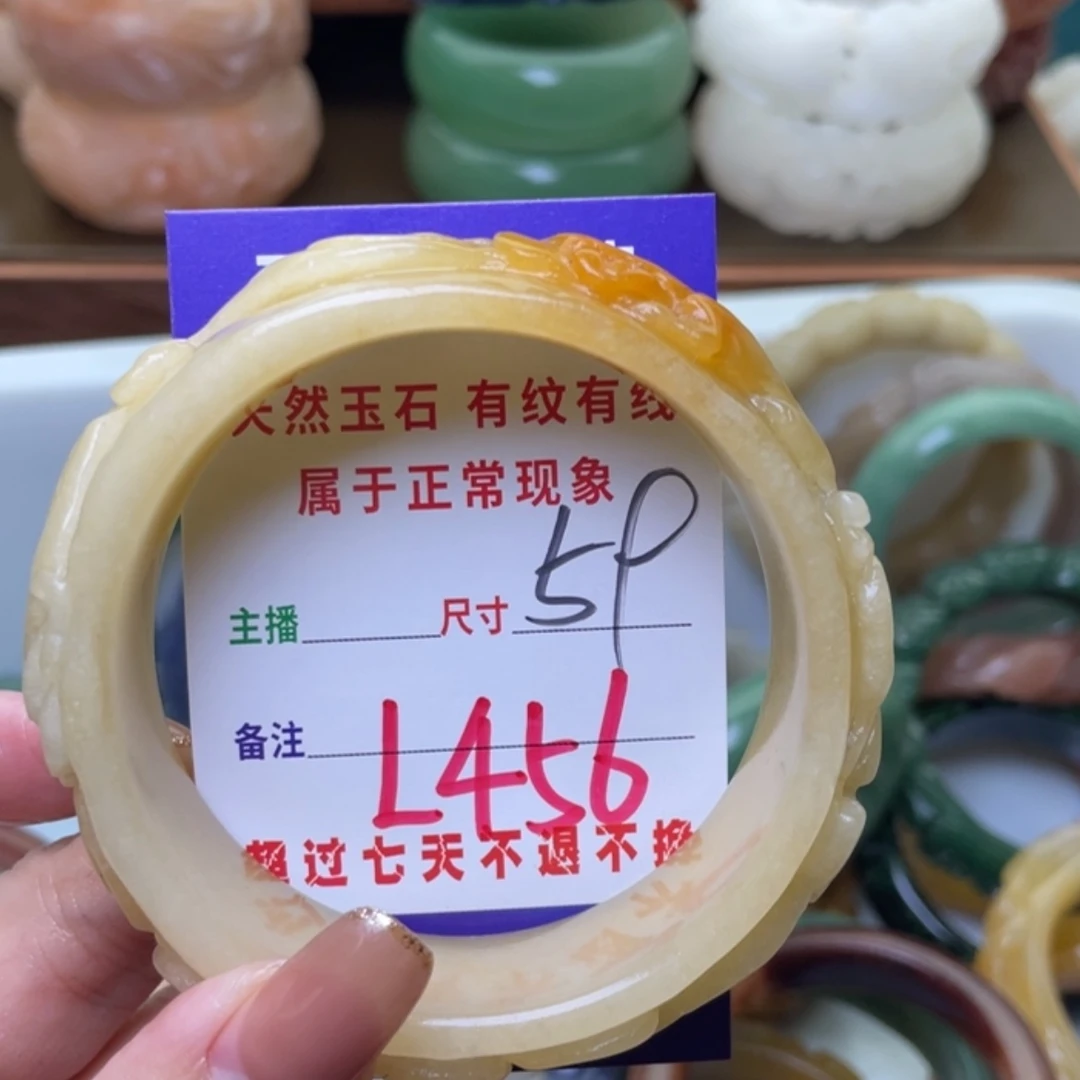 天然玉石 有纹有线
属于正常现象
主播 尺寸 59
备注 L456
超过七天不退不换